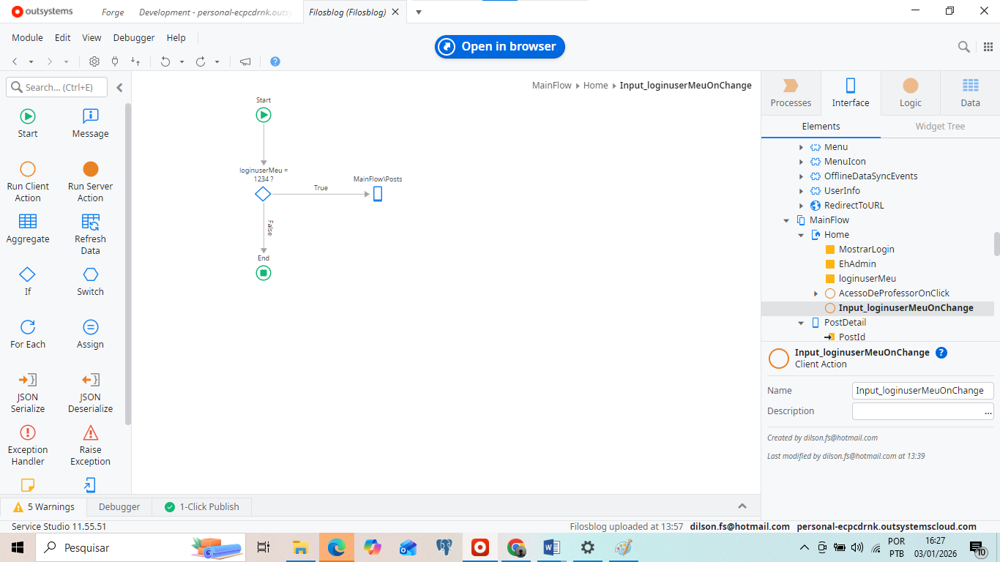 outsystems
Forge
Development - personal-ecpcdrnk.outsys
Filosblog (Filosblog)
Module Edit View Debugger Help
Open in browser
Search... (Ctrl+E)
Start
Message
Run Client Action
Run Server Action
Aggregate
Refresh Data
If
Switch
For Each
Assign
JSON Serialize
JSON Deserialize
Exception Handler
Raise Exception
MainFlow Home Input_loginuserMeuOnChange
Start
loginuserMeu =
1234 ?
True
MainFlow\Posts
False
End
Processes
Interface
Logic
Data
Elements
Widget Tree
Menu
MenuIcon
OfflineDataSyncEvents
UserInfo
RedirectToURL
MainFlow
Home
MostrarLogin
EhAdmin
loginuserMeu
AcessoDeProfessorOnClick
Input_loginuserMeuOnChange
PostDetail
PostId
Input_loginuserMeuOnChange ?
Client Action
Name Input_loginuserMeuOnChange
Description ...
Created by dilson.fs@hotmail.com
Last modified by dilson.fs@hotmail.com at 13:39
5 Warnings
Debugger
1-Click Publish
Service Studio 11.55.51
Filosblog uploaded at 13:57 dilson.fs@hotmail.com personal-ecpcdrnk.outsystemscloud.com
Pesquisar
POR
PTB
16:27
03/01/2026
10